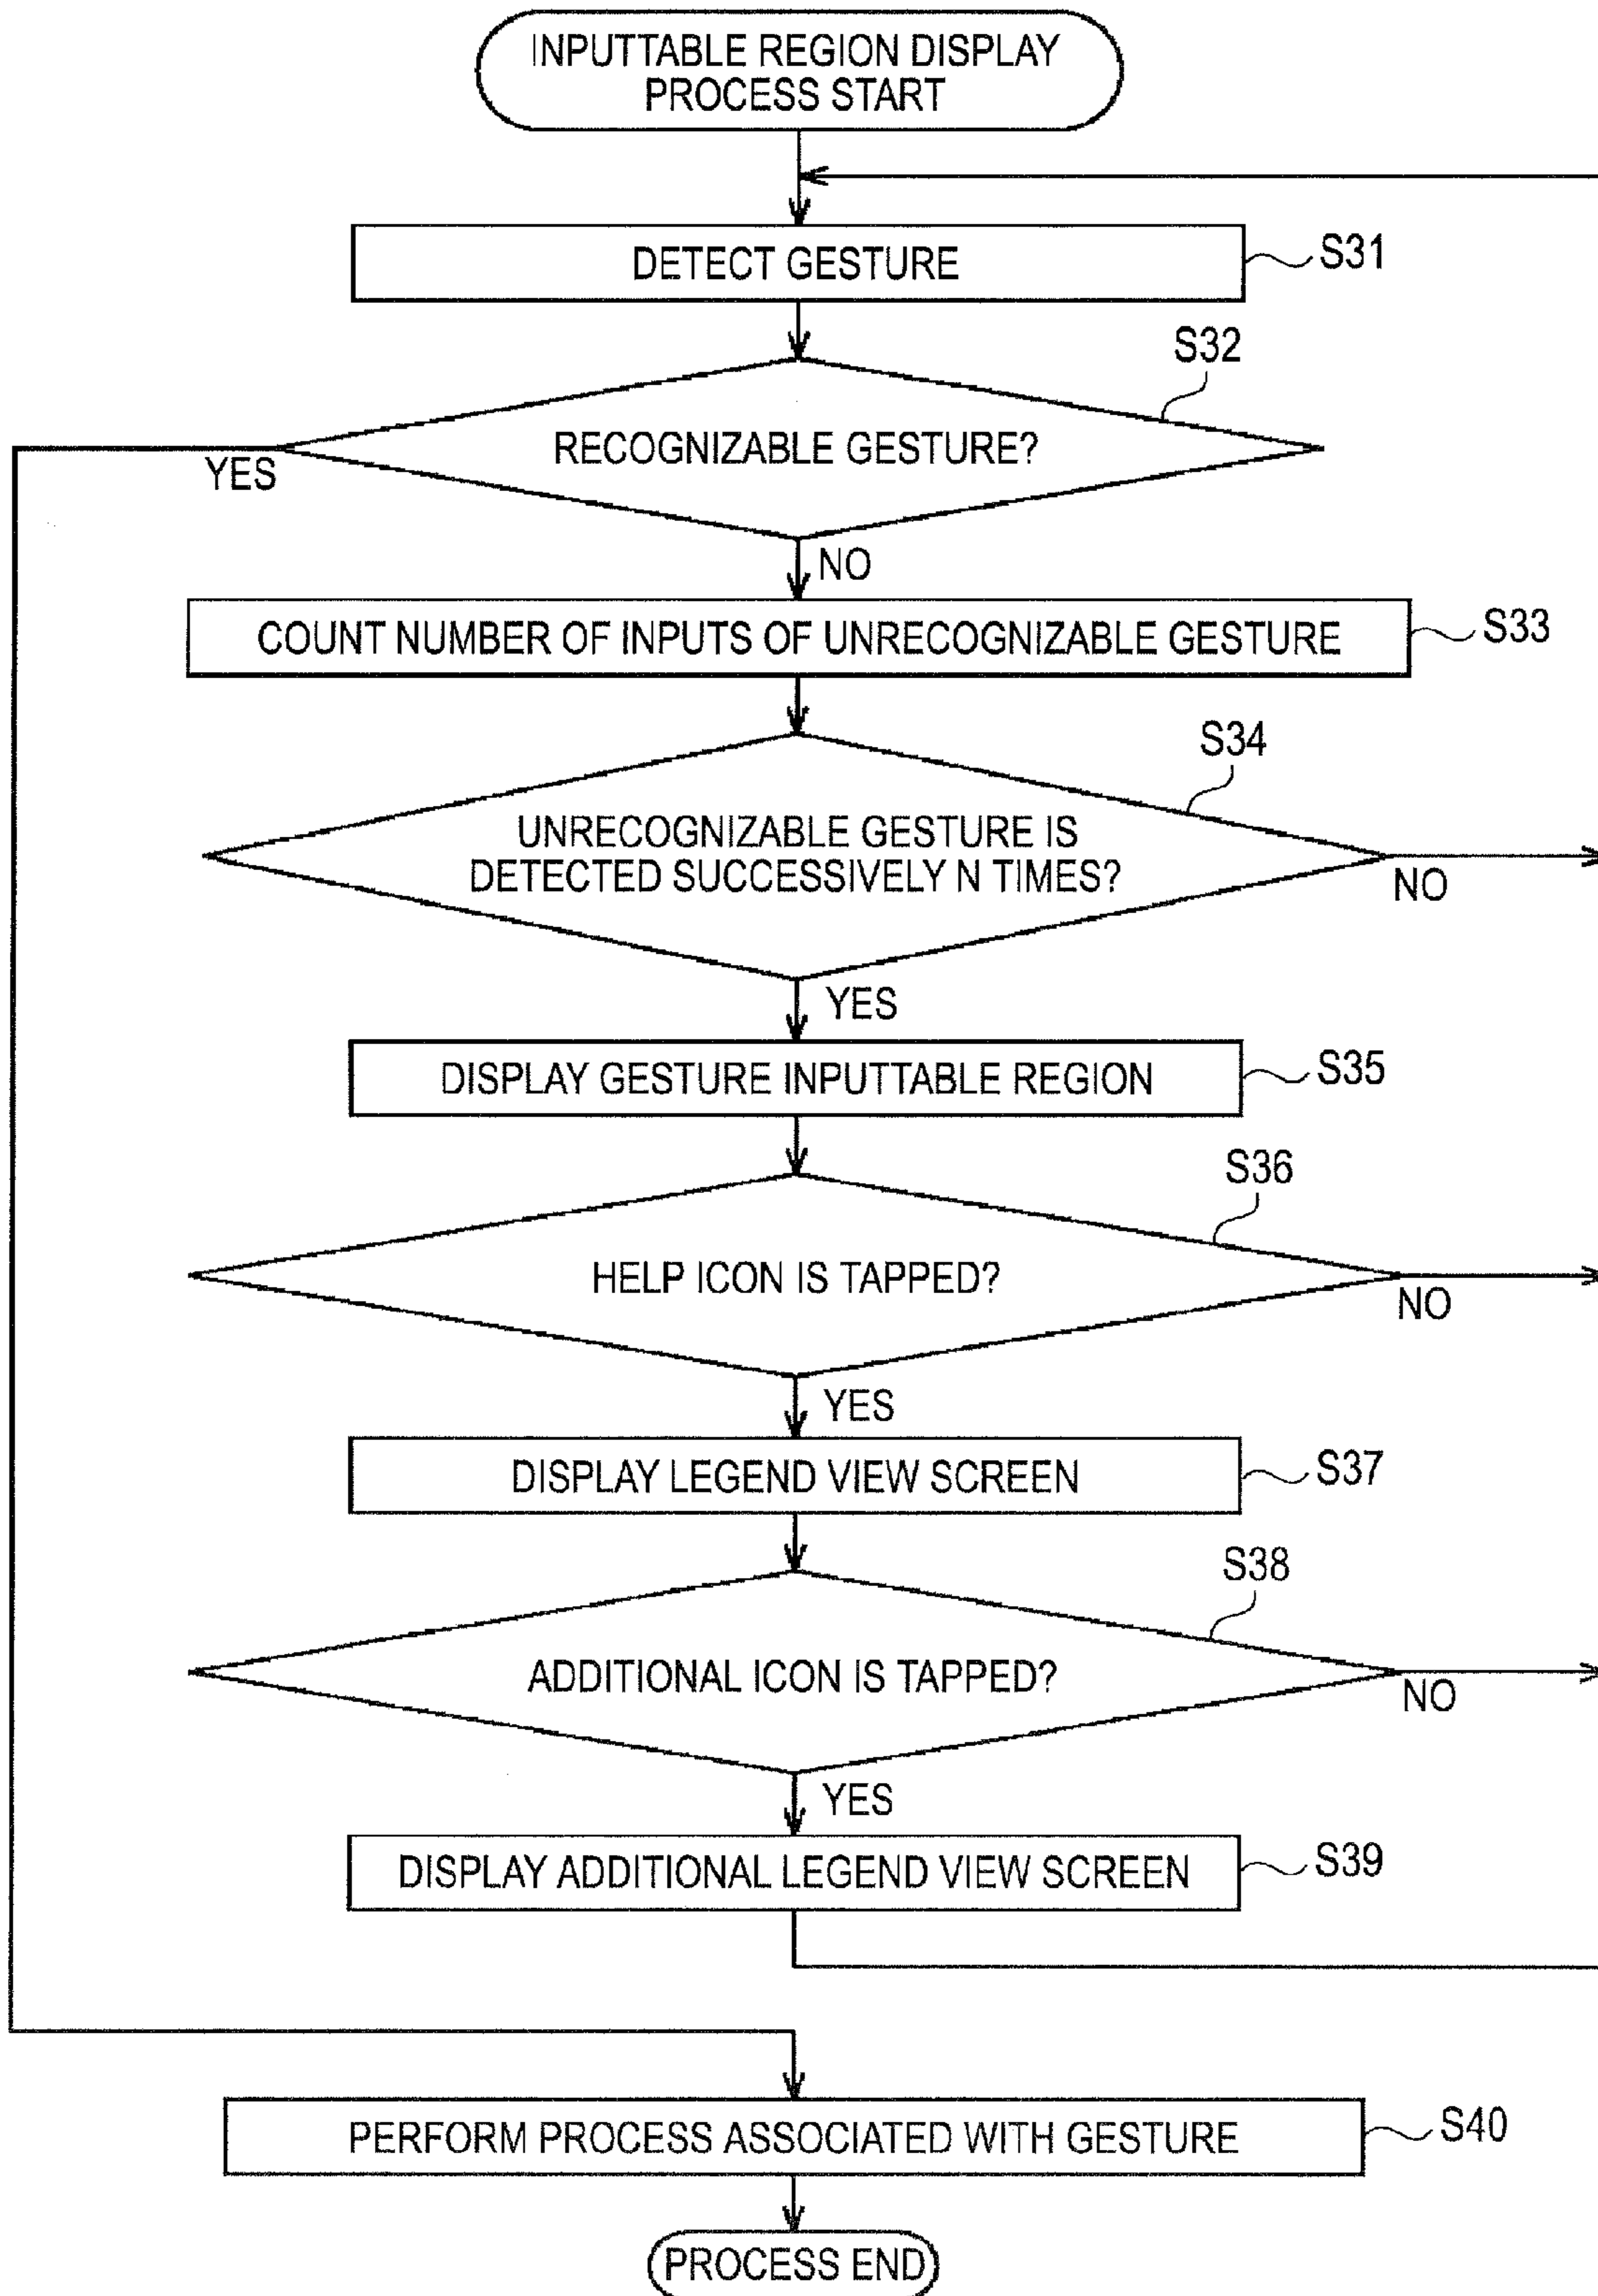 INPUTTABLE REGION DISPLAY
PROCESS START
DETECT GESTURE
S31
S32
RECOGNIZABLE GESTURE?
YES
NO
COUNT NUMBER OF INPUTS OF UNRECOGNIZABLE GESTURE
S33
S34
UNRECOGNIZABLE GESTURE IS
DETECTED SUCCESSIVELY N TIMES?
NO
YES
DISPLAY GESTURE INPUTTABLE REGION
S35
S36
HELP ICON IS TAPPED?
NO
YES
DISPLAY LEGEND VIEW SCREEN
S37
S38
ADDITIONAL ICON IS TAPPED?
NO
YES
DISPLAY ADDITIONAL LEGEND VIEW SCREEN
S39
PERFORM PROCESS ASSOCIATED WITH GESTURE
S40
PROCESS END